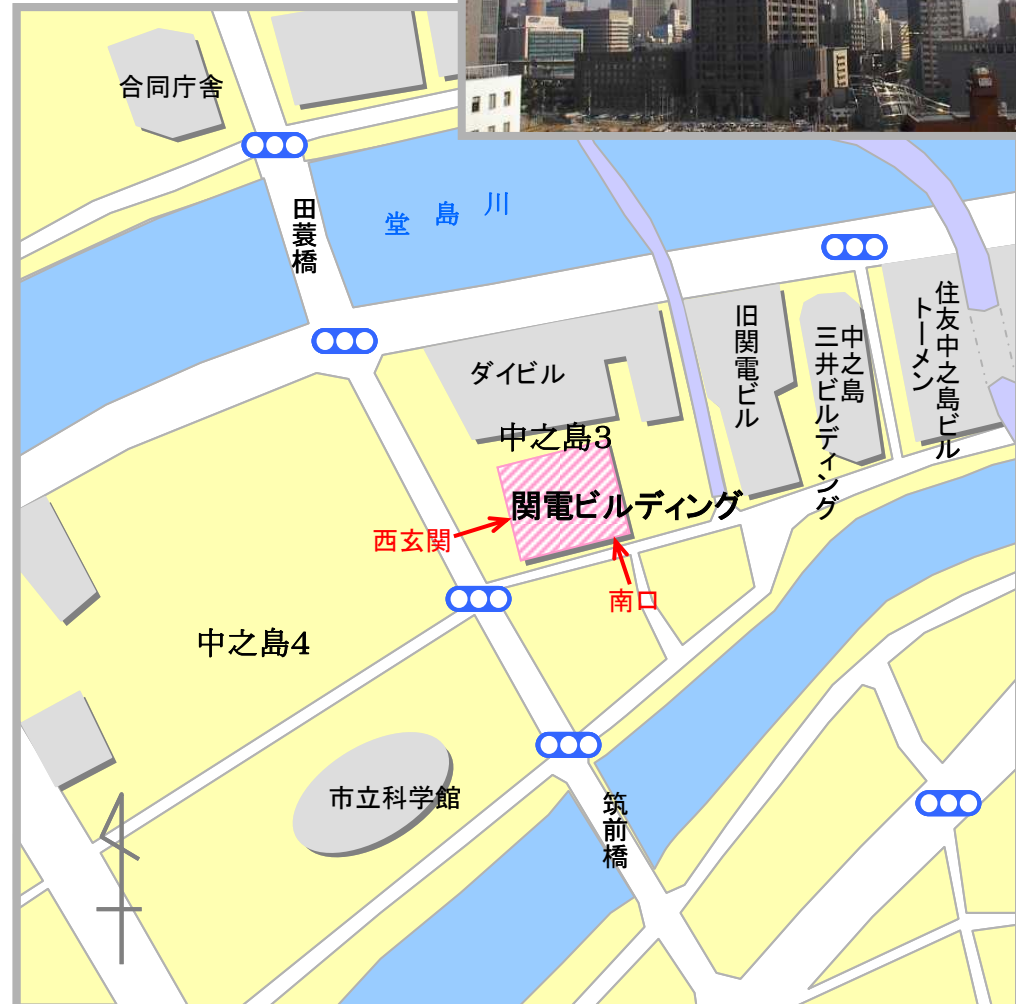 合同庁舎
田蓑橋
堂島川
ダイビル
旧関電ビル
中之島
三井ビルディング
住友中之島ビル
トーメン
中之島3
関電ビルディング
西玄関
南口
中之島4
市立科学館
筑前橋